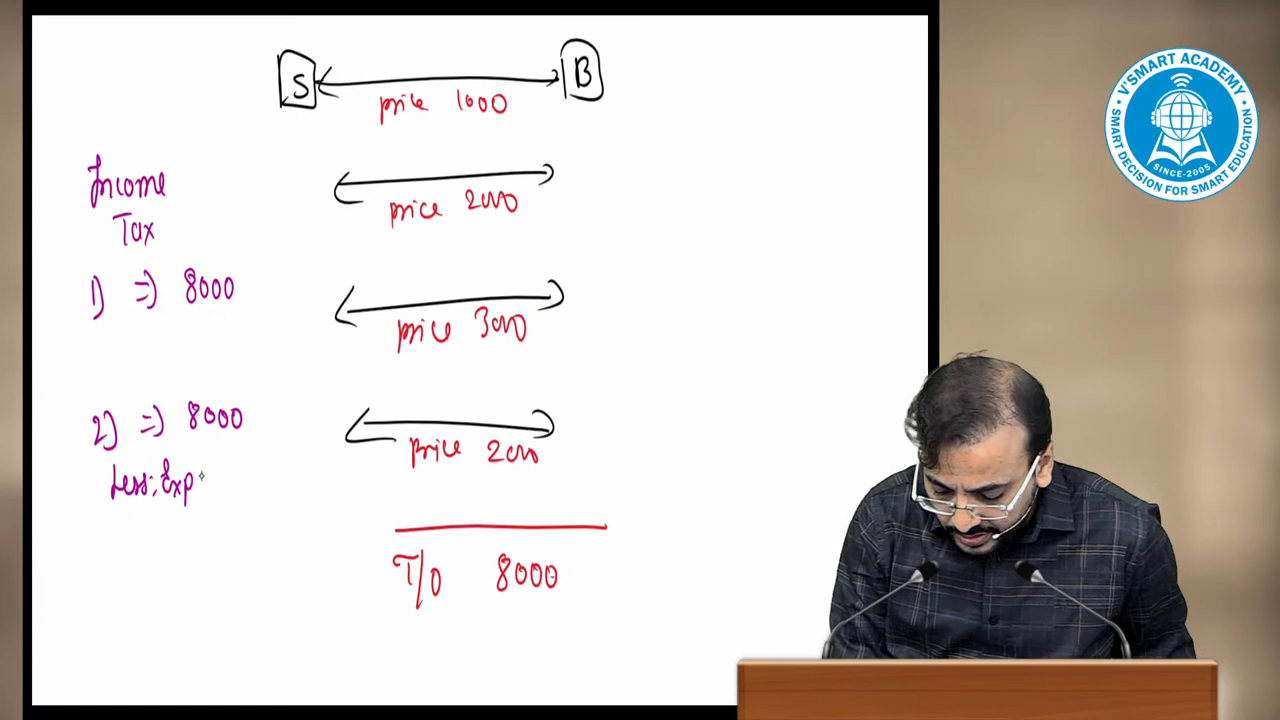 S B
price 1000
price 2000
Income
Tax
1) => 8000
price 3000
2) => 8000
price 2000
Less: Exp
T/O 8000
V'SMART ACADEMY
SINCE-2005
SMART DECISION FOR SMART EDUCATION